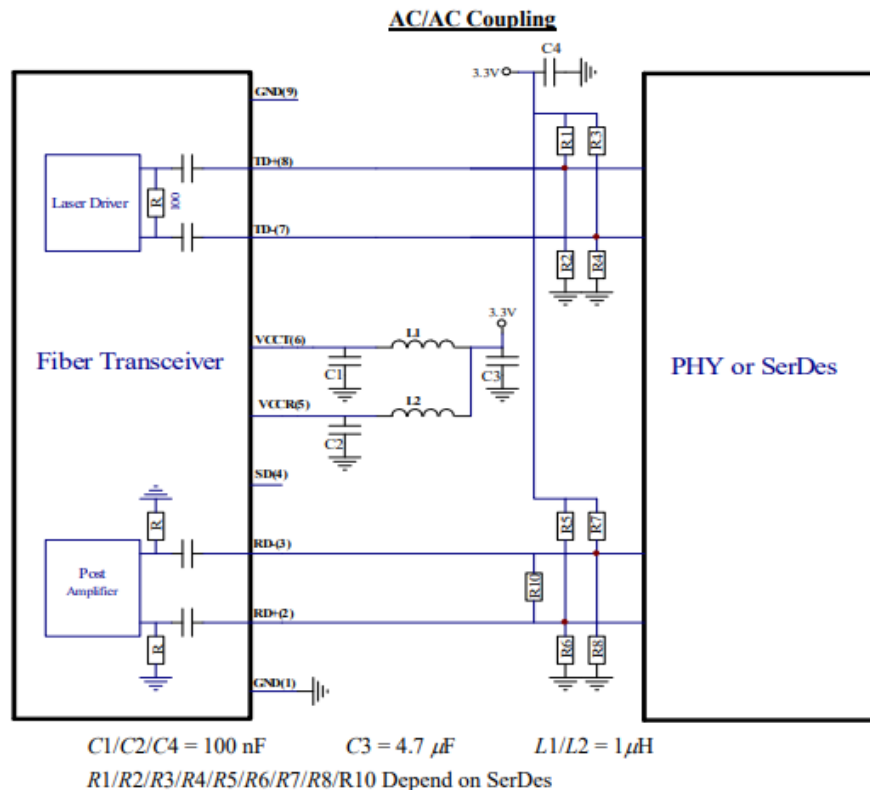 AC/AC Coupling
C4
3.3V
GND(9)
R1
R3
TD+(8)
Laser Driver
R
100
TD-(7)
R2
R4
3.3V
VCCT(6)
L1
Fiber Transceiver
C1
C3
PHY or SerDes
L2
VCCR(5)
C2
SD(4)
R
R5
R7
RD-(3)
Post
Amplifier
R10
RD+(2)
R
R6
R8
GND(1)
C1/C2/C4 = 100 nF C3 = 4.7 μF L1/L2 = 1μH
R1/R2/R3/R4/R5/R6/R7/R8/R10 Depend on SerDes